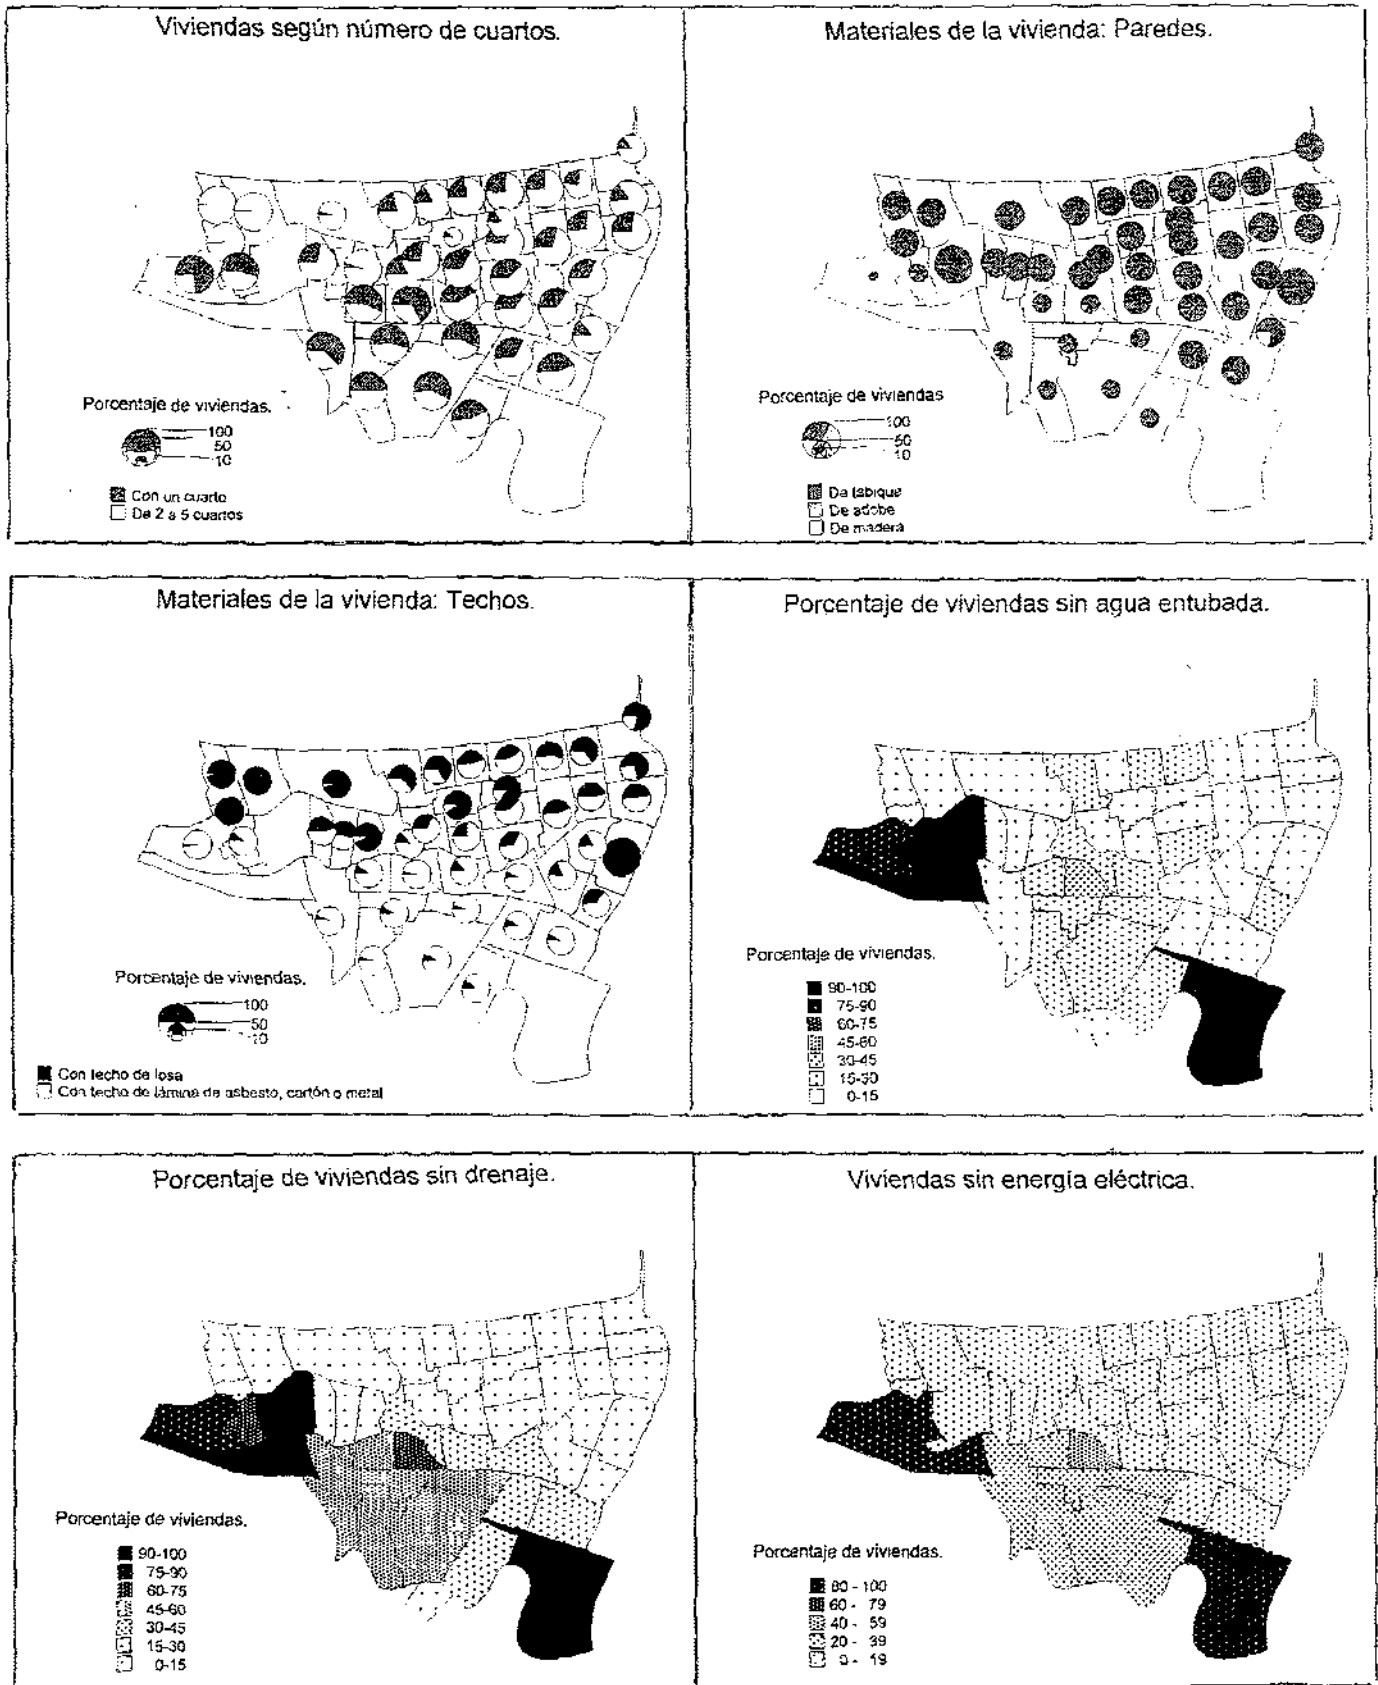 Viviendas según número de cuartos.
Porcentaje de viviendas.
100
50
10
Con un cuarto
De 2 a 5 cuartos
Materiales de la vivienda: Paredes.
Porcentaje de viviendas
100
50
10
De tabique
De adobe
De madera
Materiales de la vivienda: Techos.
Porcentaje de viviendas.
100
50
10
Con techo de losa
Con techo de lámina de asbesto, cartón o metal
Porcentaje de viviendas sin agua entubada.
Porcentaje de viviendas.
90-100
75-90
60-75
45-60
30-45
15-30
0-15
Porcentaje de viviendas sin drenaje.
Porcentaje de viviendas.
90-100
75-90
60-75
45-60
30-45
15-30
0-15
Viviendas sin energía eléctrica.
Porcentaje de viviendas.
80 - 100
60 - 79
40 - 59
20 - 39
0 - 19